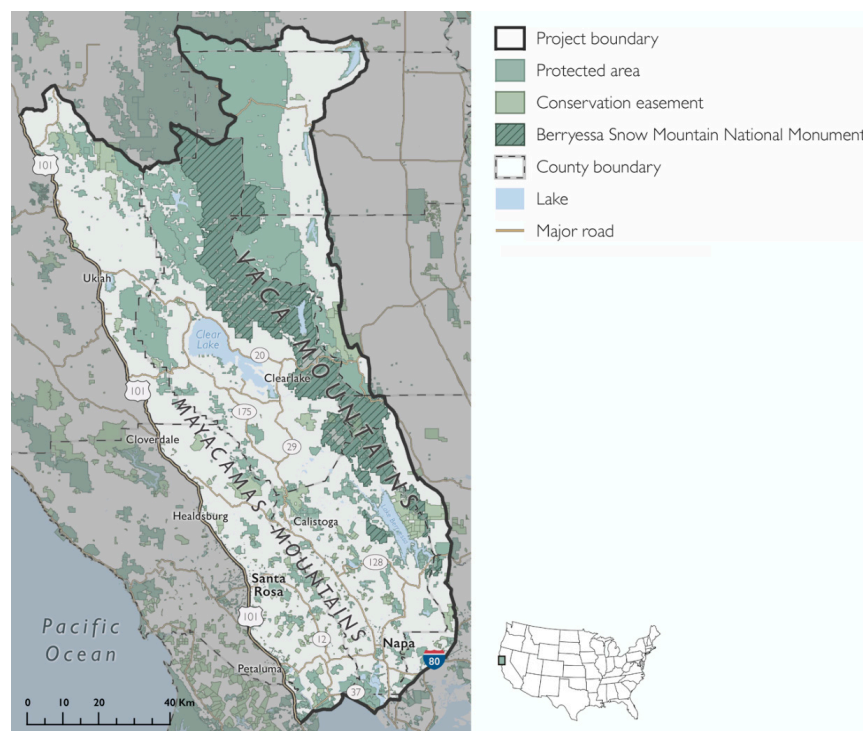 Project boundary
Protected area
Conservation easement
Berryessa Snow Mountain National Monument
County boundary
Lake
Major road
101
Ukiah
VACA MOUNTAINS
Clear
Lake
20
Clearlake
101
175
MAYACAMAS MOUNTAINS
29
Cloverdale
Healdsburg
Calistoga
128
Santa
Rosa
101
12
Napa
80
Pacific
Ocean
Petaluma
37
0 10 20 40 Km